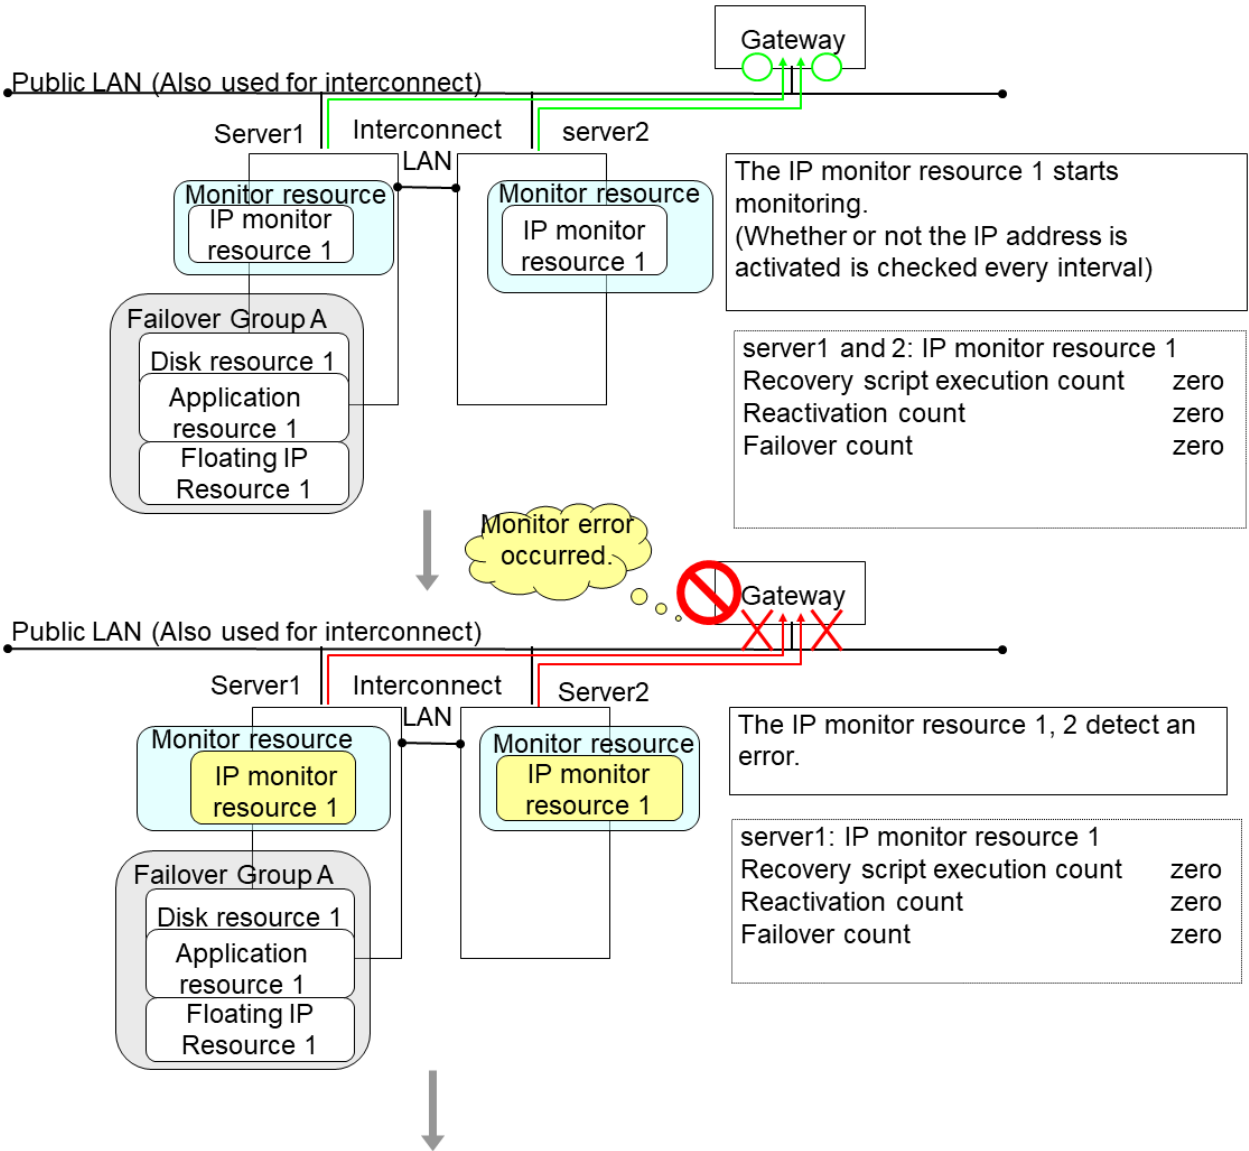 Gateway
Public LAN (Also used for interconnect)
Server1
Interconnect
LAN
server2
Monitor resource
IP monitor
resource 1
Monitor resource
IP monitor
resource 1
The IP monitor resource 1 starts
monitoring.
(Whether or not the IP address is
activated is checked every interval)
Failover Group A
Disk resource 1
Application
resource 1
Floating IP
Resource 1
server1 and 2: IP monitor resource 1
Recovery script execution count zero
Reactivation count zero
Failover count zero
Monitor error
occurred.
Gateway
Public LAN (Also used for interconnect)
Server1
Interconnect
LAN
Server2
Monitor resource
IP monitor
resource 1
Monitor resource
IP monitor
resource 1
The IP monitor resource 1, 2 detect an
error.
Failover Group A
Disk resource 1
Application
resource 1
Floating IP
Resource 1
server1: IP monitor resource 1
Recovery script execution count zero
Reactivation count zero
Failover count zero